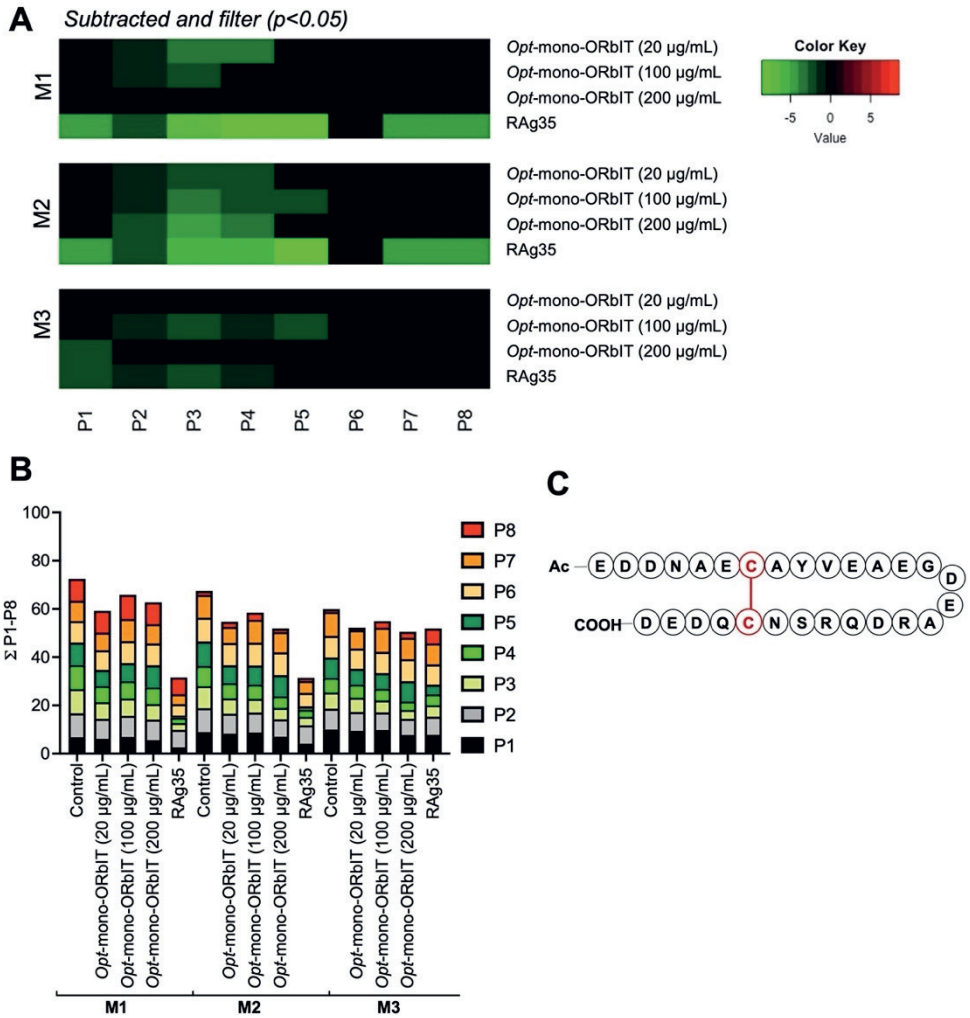 A
Subtracted and filter (p<0.05)
M1
Opt-mono-ORbIT (20 µg/mL)
Opt-mono-ORbIT (100 µg/mL
Opt-mono-ORbIT (200 µg/mL
RAg35
Color Key
-5 0 5
Value
M2
Opt-mono-ORbIT (20 µg/mL)
Opt-mono-ORbIT (100 µg/mL)
Opt-mono-ORbIT (200 µg/mL)
RAg35
M3
Opt-mono-ORbIT (20 µg/mL)
Opt-mono-ORbIT (100 µg/mL)
Opt-mono-ORbIT (200 µg/mL)
RAg35
P1 P2 P3 P4 P5 P6 P7 P8
B
Σ P1-P8
100
80
60
40
20
0
P8
P7
P6
P5
P4
P3
P2
P1
Control
Opt-mono-ORbIT (20 µg/mL)
Opt-mono-ORbIT (100 µg/mL)
Opt-mono-ORbIT (200 µg/mL)
RAg35
Control
Opt-mono-ORbIT (20 µg/mL)
Opt-mono-ORbIT (100 µg/mL)
Opt-mono-ORbIT (200 µg/mL)
RAg35
Control
Opt-mono-ORbIT (20 µg/mL)
Opt-mono-ORbIT (100 µg/mL)
Opt-mono-ORbIT (200 µg/mL)
RAg35
M1 M2 M3
C
Ac E D D N A E C A Y V E A E G
D
E
COOH D E D Q C N S R Q D R A